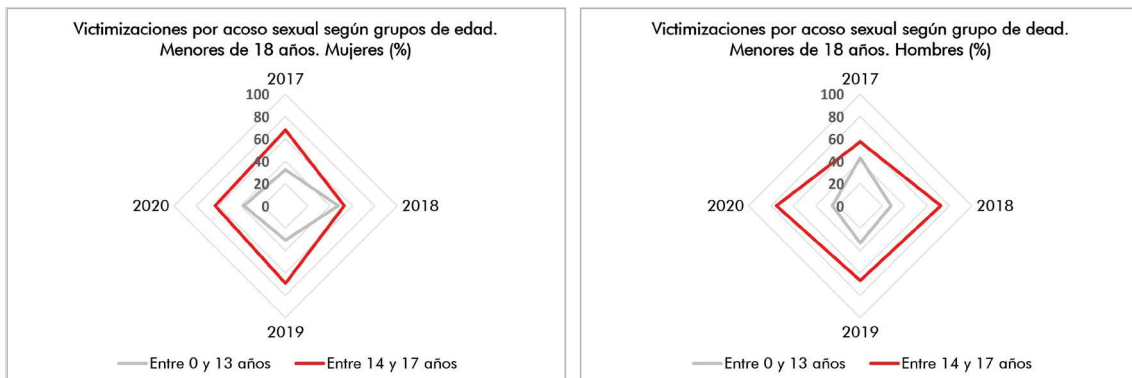 Victimizaciones por acoso sexual según grupos de edad.
Menores de 18 años. Mujeres (%)
2017
100
80
60
40
20
0
2020
2018
2019
Entre 0 y 13 años
Entre 14 y 17 años
Victimizaciones por acoso sexual según grupo de dead.
Menores de 18 años. Hombres (%)
2017
100
80
60
40
20
0
2020
2018
2019
Entre 0 y 13 años
Entre 14 y 17 años